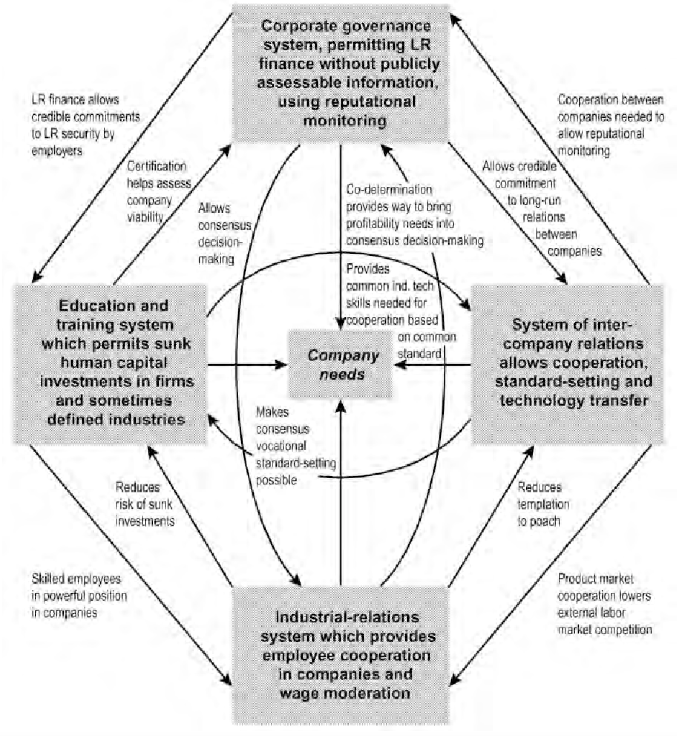 Corporate governance
system, permitting LR
finance without publicly
assessable information,
using reputational
monitoring
LR finance allows
credible commitments
to LR security by
employers
Cooperation between
companies needed to
allow reputational
monitoring
Certification
helps assess
company
viability
Allows
consensus
decision-
making
Co-determination
provides way to bring
profitability needs into
consensus decision-making
Allows credible
commitment
to long-run
relations
between
companies
Provides
common ind. tech
skills needed for
cooperation based
on common
standard
Education and
training system
which permits sunk
human capital
investments in firms
and sometimes
defined industries
Company
needs
System of inter-
company relations
allows cooperation,
standard-setting and
technology transfer
Makes
consensus
vocational
standard-setting
possible
Reduces
risk of sunk
investments
Reduces
templation
to poach
Skilled employees
in powerful position
in companies
Product market
cooperation lowers
external labor
market competition
Industrial-relations
system which provides
employee cooperation
in companies and
wage moderation